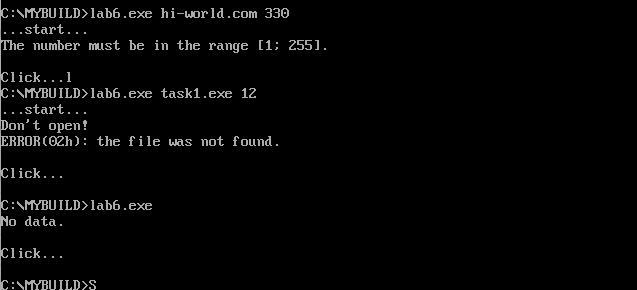 C:\MYBUILD>lab6.exe hi-world.com 330
...start...
The number must be in the range [1; 255].
Click...l
C:\MYBUILD>lab6.exe task1.exe 12
...start...
Don't open!
ERROR(02h): the file was not found.
Click...
C:\MYBUILD>lab6.exe
No data.
Click...
C:\MYBUILD>S